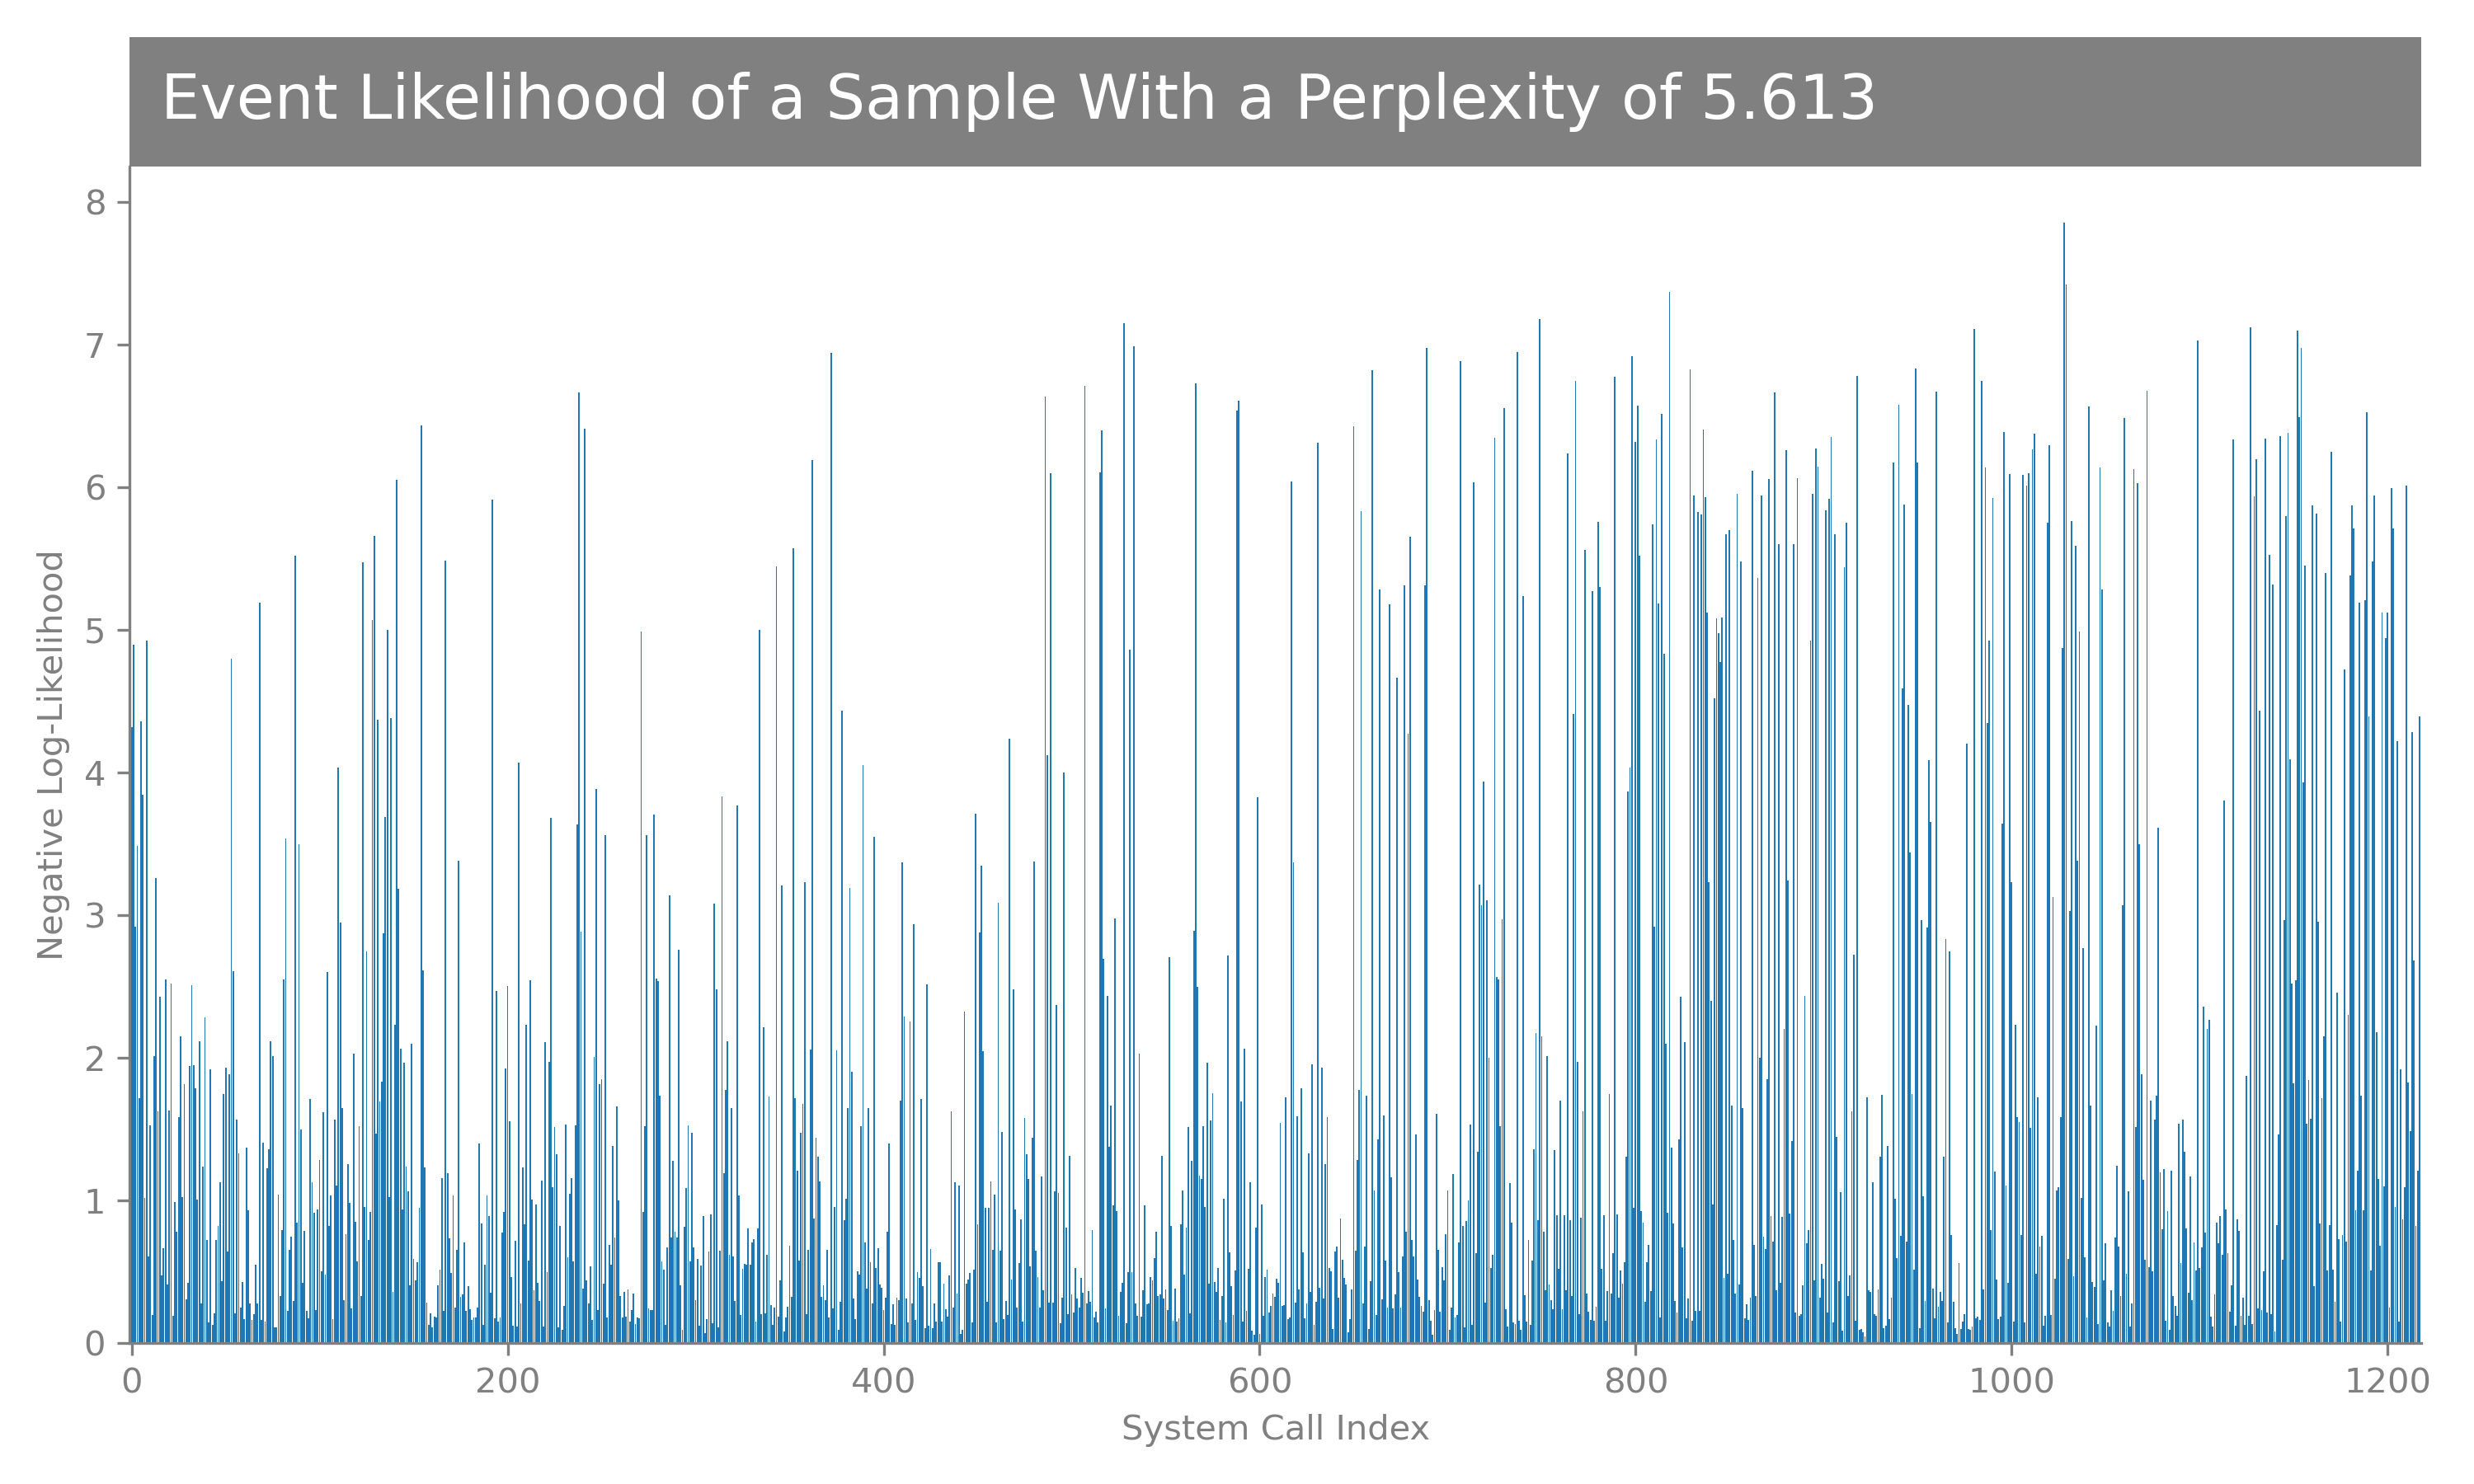 Event Likelihood of a Sample With a Perplexity of 5.613
8
7
6
5
4
3
2
1
0
Negative Log-Likelihood
0 200 400 600 800 1000 1200
System Call Index